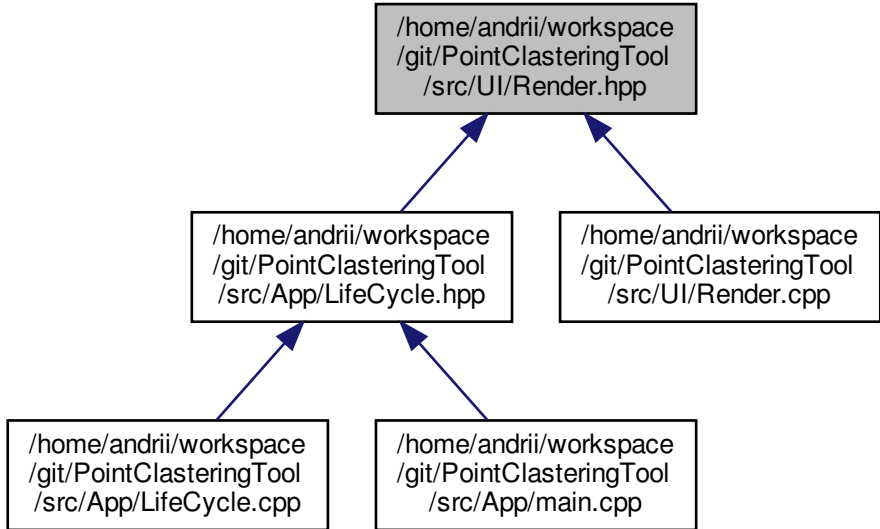 /home/andrii/workspace
/git/PointClasteringTool
/src/UI/Render.hpp
/home/andrii/workspace
/git/PointClasteringTool
/src/App/LifeCycle.hpp
/home/andrii/workspace
/git/PointClasteringTool
/src/UI/Render.cpp
/home/andrii/workspace
/git/PointClasteringTool
/src/App/LifeCycle.cpp
/home/andrii/workspace
/git/PointClasteringTool
/src/App/main.cpp